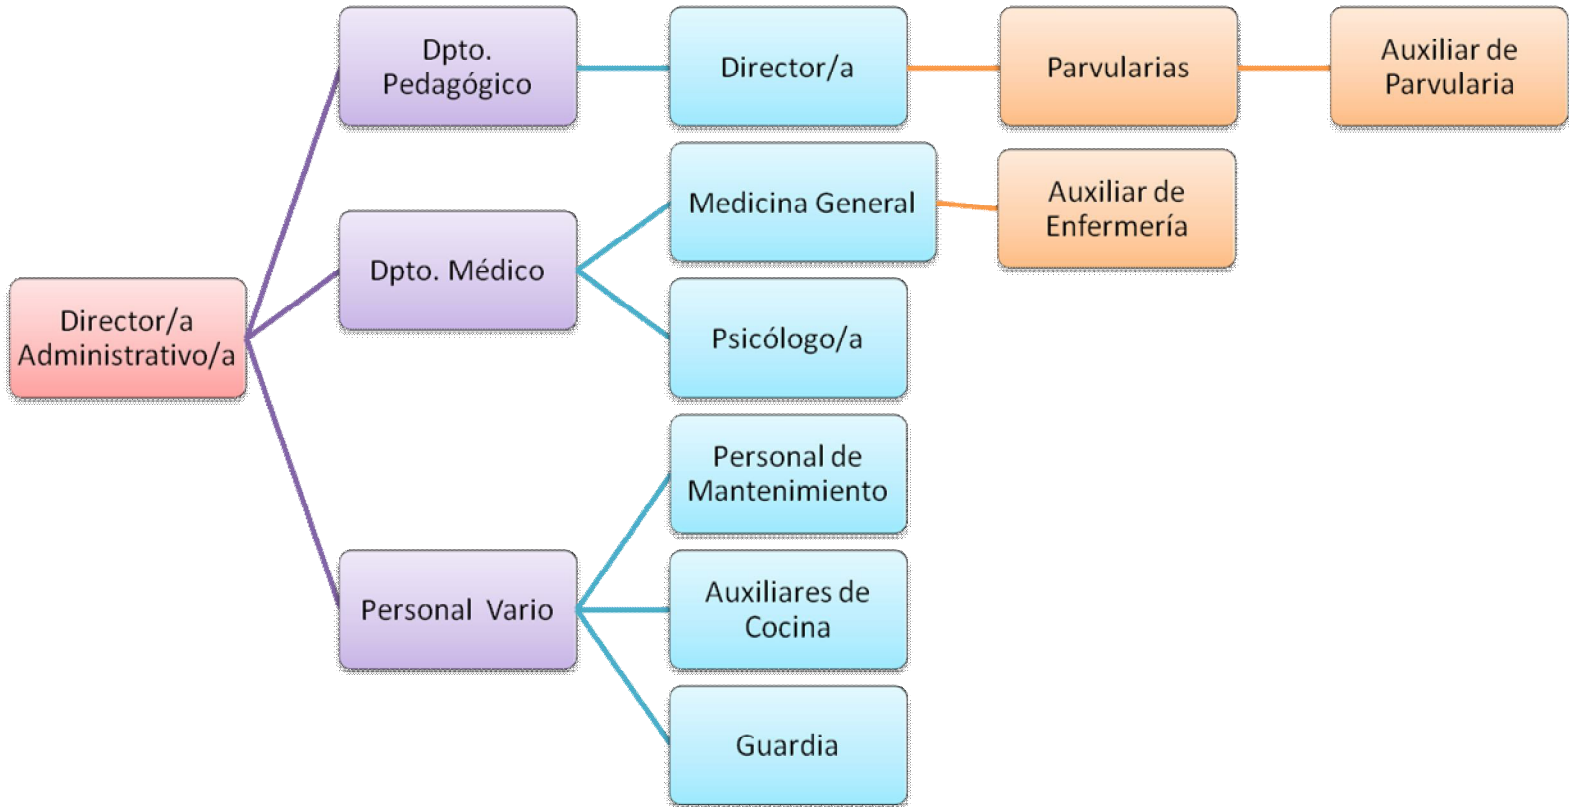 Dpto.
Pedagógico
Director/a
Parvularias
Auxiliar de
Parvularia
Medicina General
Auxiliar de
Enfermería
Dpto. Médico
Psicólogo/a
Director/a
Administrativo/a
Personal de
Mantenimiento
Personal Vario
Auxiliares de
Cocina
Guardia